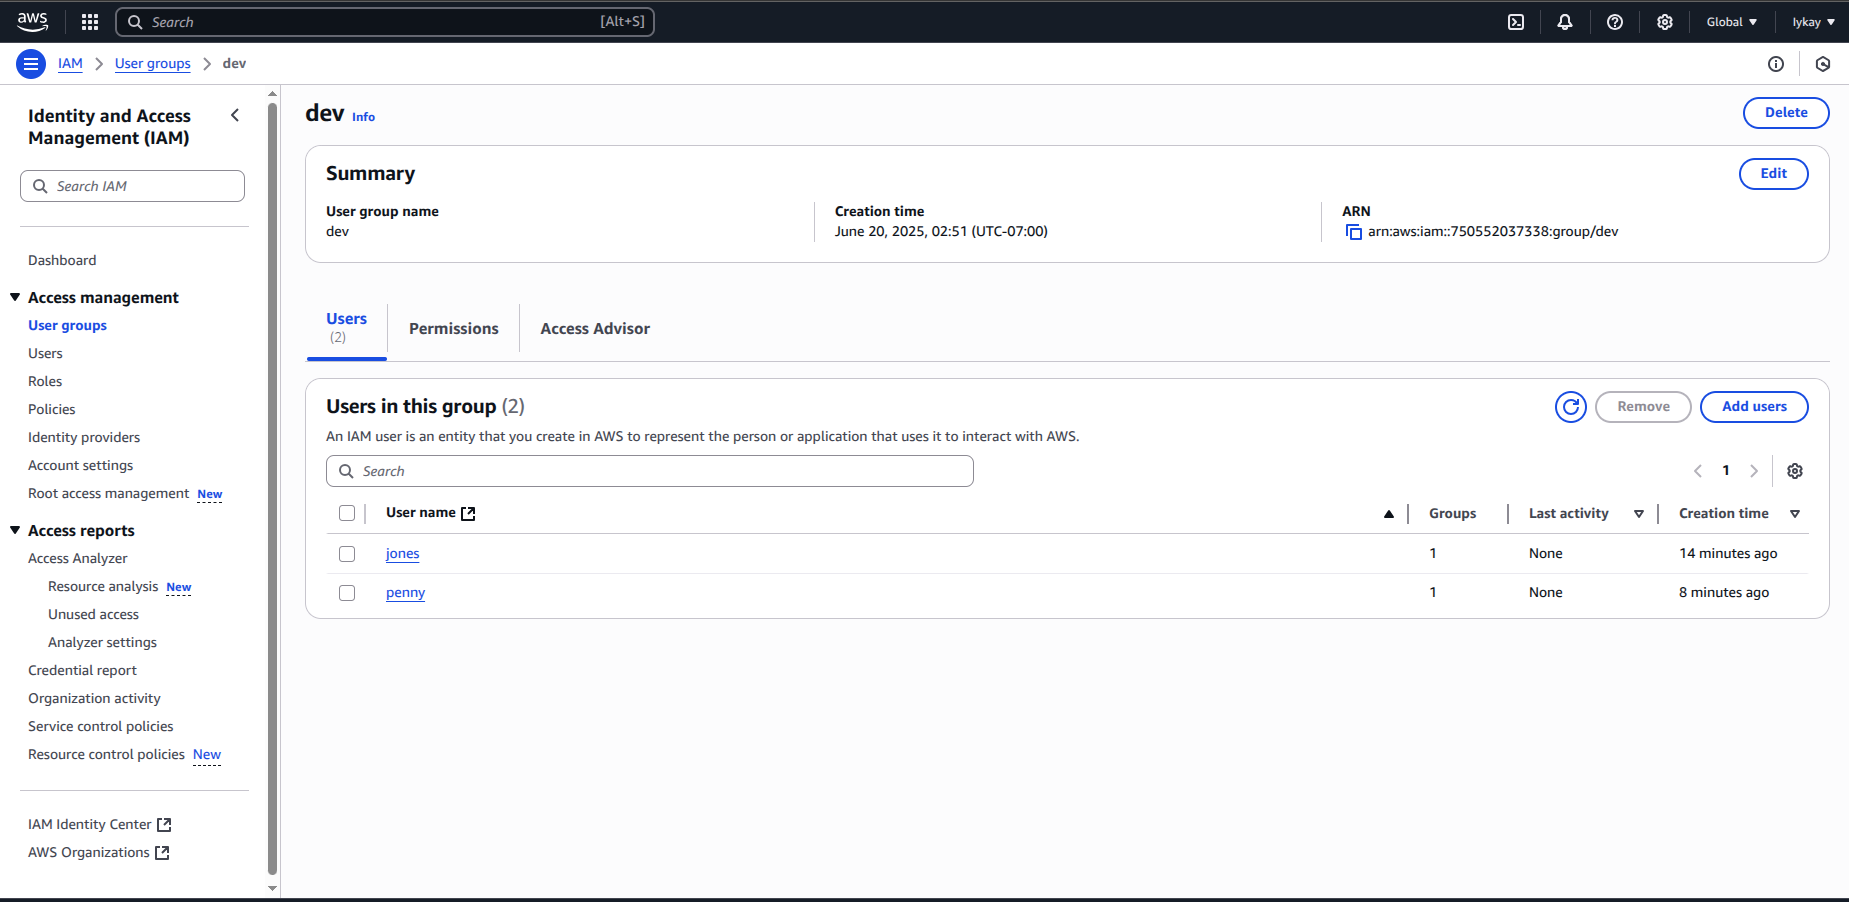 aws
Search [Alt+S]
Global
Iykay
IAM > User groups > dev
Identity and Access
Management (IAM)
Search IAM
Dashboard
Access management
User groups
Users
Roles
Policies
Identity providers
Account settings
Root access management New
Access reports
Access Analyzer
Resource analysis New
Unused access
Analyzer settings
Credential report
Organization activity
Service control policies
Resource control policies New
IAM Identity Center
AWS Organizations
dev Info
Delete
Summary
Edit
User group name
dev
Creation time
June 20, 2025, 02:51 (UTC-07:00)
ARN
arn:aws:iam::750552037338:group/dev
Users
(2)
Permissions
Access Advisor
Users in this group (2)
Remove
Add users
An IAM user is an entity that you create in AWS to represent the person or application that uses it to interact with AWS.
Search
1
User name Groups Last activity Creation time
jones 1 None 14 minutes ago
penny 1 None 8 minutes ago